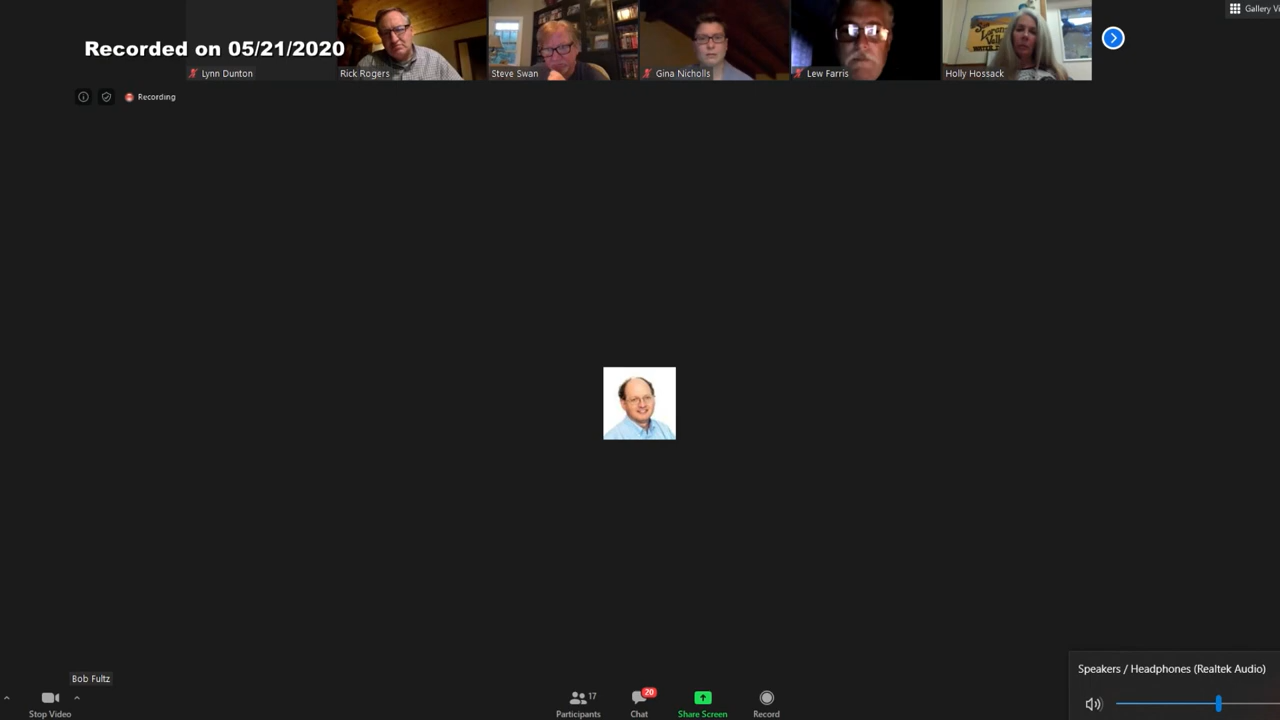 Gallery Vi
Recorded on 05/21/2020
Lynn Dunton
Rick Rogers
Steve Swan
Gina Nicholls
Lew Farris
Holly Hossack
Recording
Bob Fultz
Speakers / Headphones (Realtek Audio)
Stop Video
17
Participants
20
Chat
Share Screen
Record